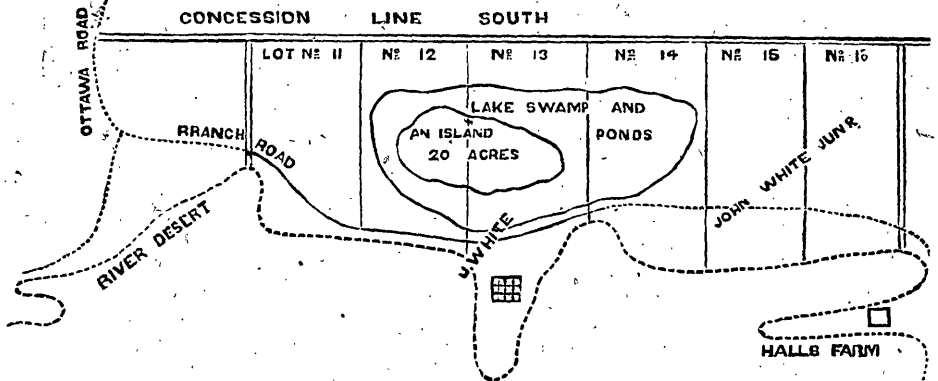 CONCESSION LINE SOUTH
OTTAWA ROAD
LOT Nº 11 Nº 12 Nº 13 Nº 14 Nº 15 Nº 16
LAKE SWAMP AND
PONDS
AN ISLAND
20 ACRES
RRANCH ROAD
RIVER DESERT
J. WHITE
JOHN WHITE JUNR
HALLS FARM